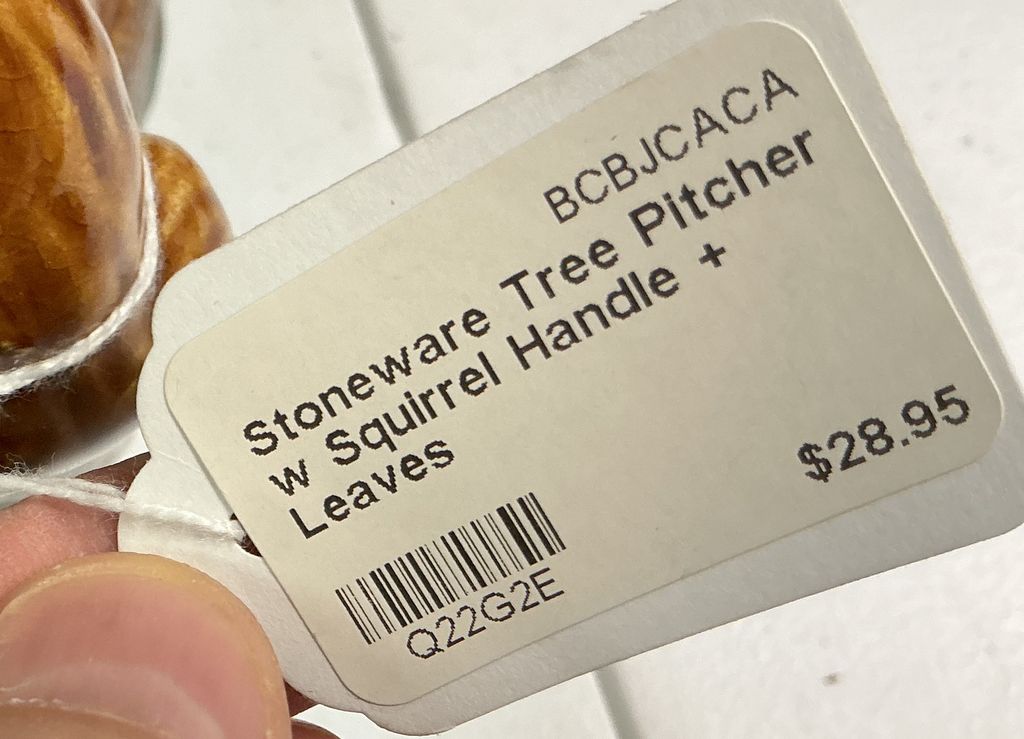 BCBJCACA
Stoneware Tree Pitcher
w Squirrel Handle +
Leaves
$28.95
Q22G2E